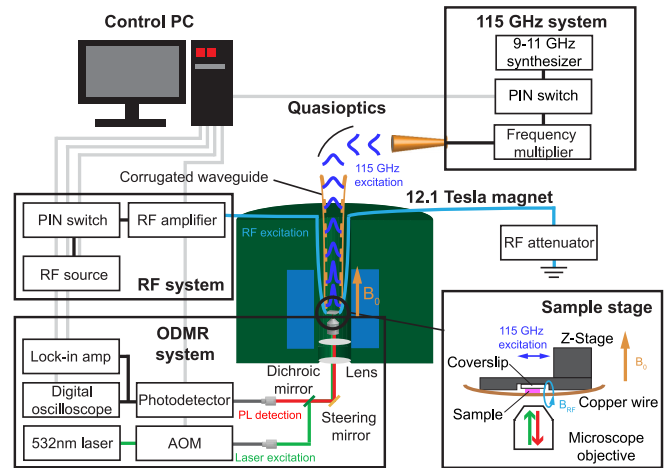 Control PC
115 GHz system
9-11 GHz
synthesizer
PIN switch
Frequency
multiplier
Quasioptics
115 GHz
excitation
Corrugated waveguide
12.1 Tesla magnet
PIN switch
RF amplifier
RF source
RF system
RF excitation
RF attenuator
B₀
ODMR
system
Lock-in amp
Digital
oscilloscope
Photodetector
532nm laser
AOM
Dichroic
mirror
Lens
PL detection
Steering
mirror
Laser excitation
Sample stage
115 GHz
excitation
Z-Stage
Coverslip
B₀
Sample
B_RF
Copper wire
Microscope
objective